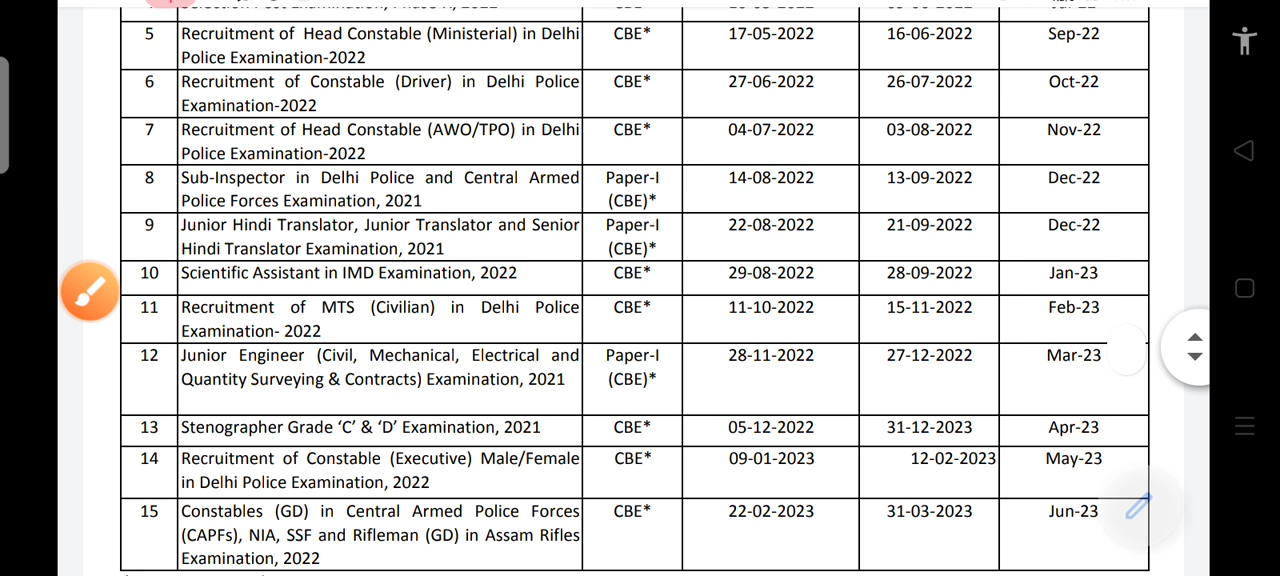 5 Recruitment of Head Constable (Ministerial) in Delhi CBE* 17-05-2022 16-06-2022 Sep-22
Police Examination-2022
6 Recruitment of Constable (Driver) in Delhi Police CBE* 27-06-2022 26-07-2022 Oct-22
Examination-2022
7 Recruitment of Head Constable (AWO/TPO) in Delhi CBE* 04-07-2022 03-08-2022 Nov-22
Police Examination-2022
8 Sub-Inspector in Delhi Police and Central Armed Paper-I 14-08-2022 13-09-2022 Dec-22
Police Forces Examination, 2021 (CBE)*
9 Junior Hindi Translator, Junior Translator and Senior Paper-I 22-08-2022 21-09-2022 Dec-22
Hindi Translator Examination, 2021 (CBE)*
10 Scientific Assistant in IMD Examination, 2022 CBE* 29-08-2022 28-09-2022 Jan-23
11 Recruitment of MTS (Civilian) in Delhi Police CBE* 11-10-2022 15-11-2022 Feb-23
Examination- 2022
12 Junior Engineer (Civil, Mechanical, Electrical and Paper-I 28-11-2022 27-12-2022 Mar-23
Quantity Surveying & Contracts) Examination, 2021 (CBE)*
13 Stenographer Grade ‘C’ & ‘D’ Examination, 2021 CBE* 05-12-2022 31-12-2023 Apr-23
14 Recruitment of Constable (Executive) Male/Female CBE* 09-01-2023 12-02-2023 May-23
in Delhi Police Examination, 2022
15 Constables (GD) in Central Armed Police Forces CBE* 22-02-2023 31-03-2023 Jun-23
(CAPFs), NIA, SSF and Rifleman (GD) in Assam Rifles
Examination, 2022